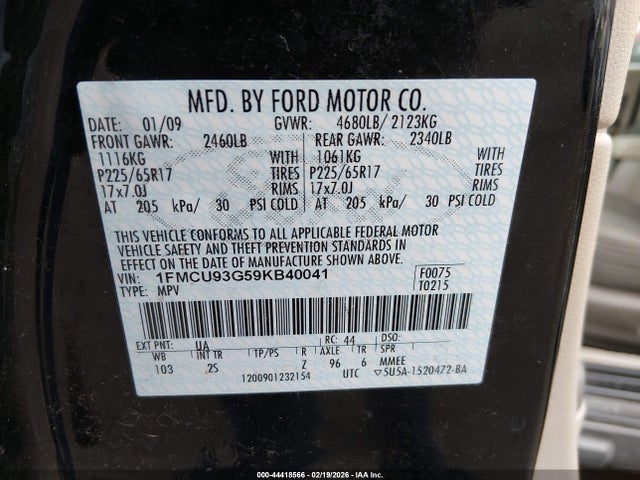 MFD. BY FORD MOTOR CO.
DATE: 01/09 GVWR: 4680LB/ 2123KG
FRONT GAWR: 2460LB REAR GAWR: 2340LB
1116KG WITH 1061KG WITH
P225/65R17 TIRES P225/65R17 TIRES
17x7.0J RIMS 17x7.0J RIMS
AT 205 kPa/ 30 PSI COLD AT 205 kPa/ 30 PSI COLD
THIS VEHICLE CONFORMS TO ALL APPLICABLE FEDERAL MOTOR
VEHICLE SAFETY AND THEFT PREVENTION STANDARDS IN
EFFECT ON THE DATE OF MANUFACTURE SHOWN ABOVE.
VIN: 1FMCU93G59KB40041 F0075
TYPE: MPV T0215
EXT PNT: UA RC: 44 DSO:
WB INT TR TP/PS R AXLE TR SPR
103 .2S Z 96 6 MMEE
1200901232154 UTC ▽5U5A-1520472-BA
000-44418566 - 02/19/2026 - IAA Inc.